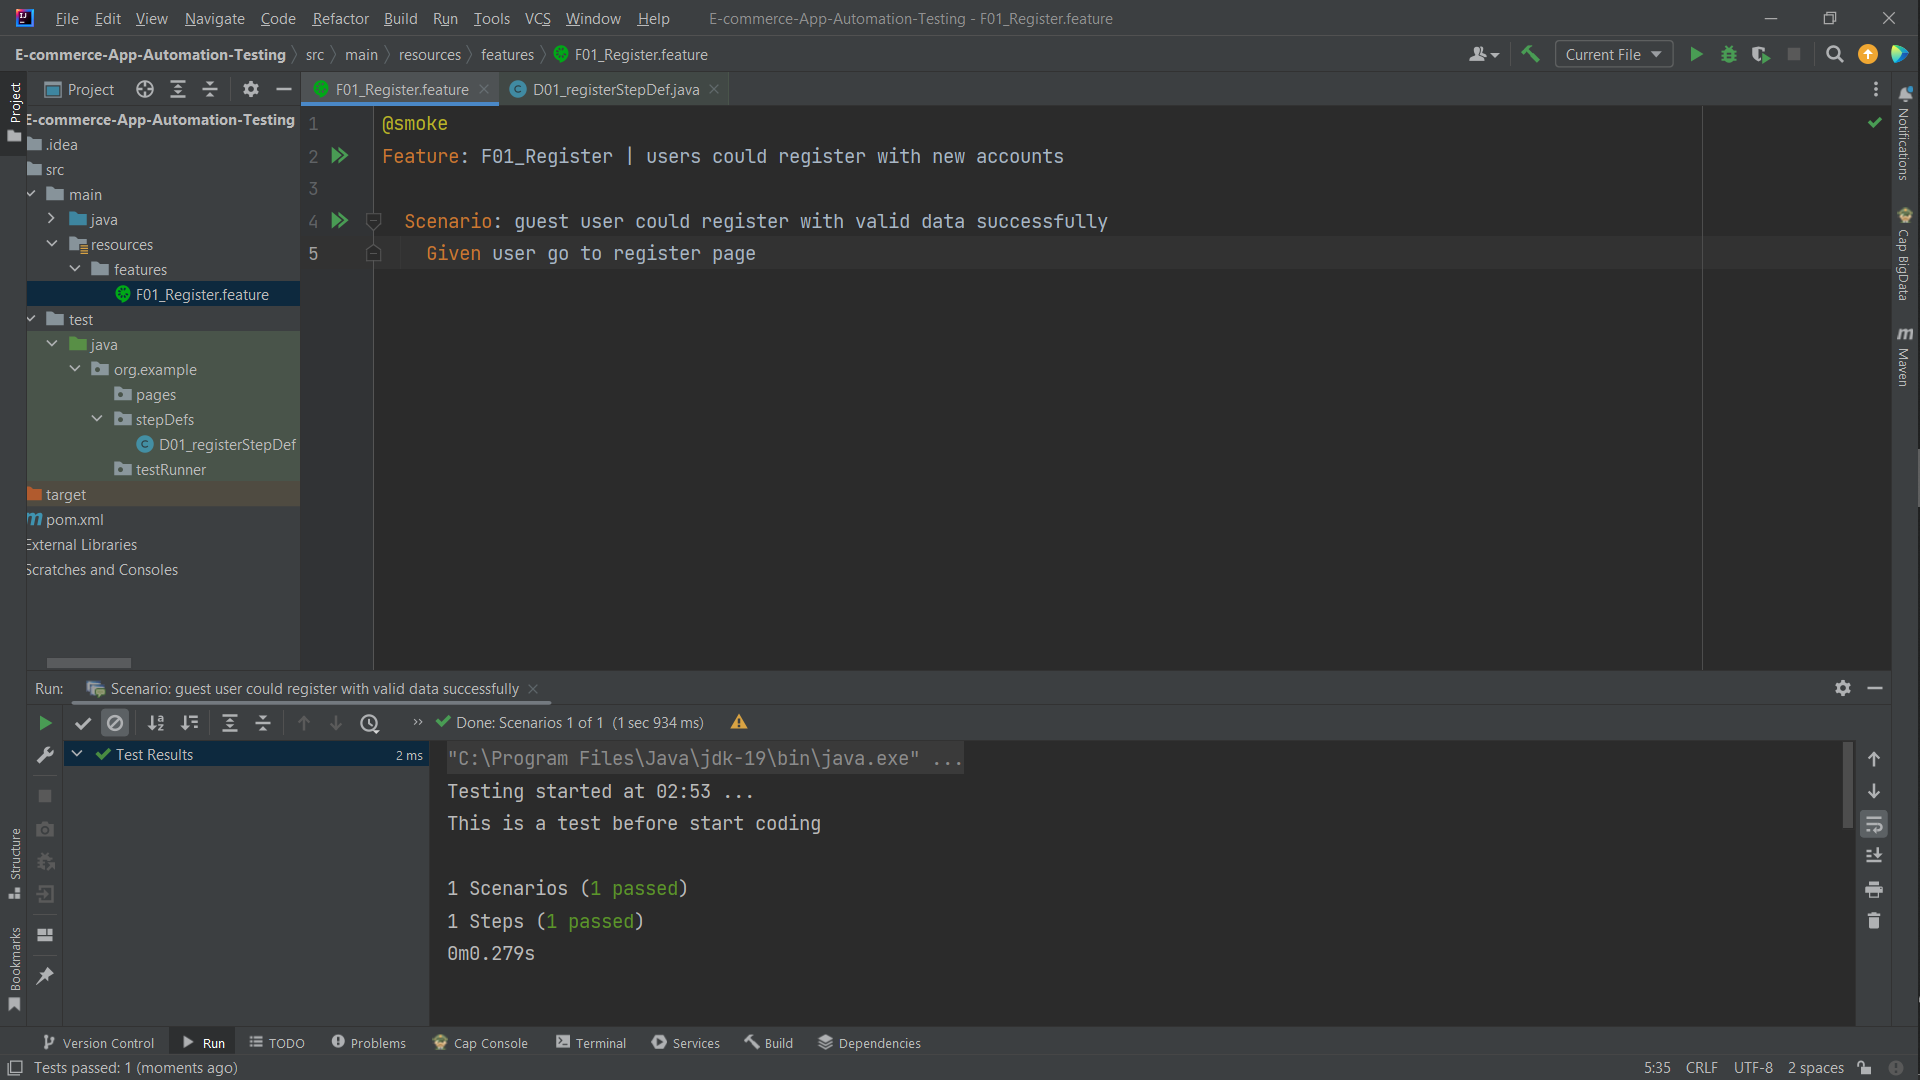 File Edit View Navigate Code Refactor Build Run Tools VCS Window Help E-commerce-App-Automation-Testing - F01_Register.feature
E-commerce-App-Automation-Testing src main resources features F01_Register.feature Current File
Project
Project
F01_Register.feature D01_registerStepDef.java
E-commerce-App-Automation-Testing
.idea
src
main
java
resources
features
F01_Register.feature
test
java
org.example
pages
stepDefs
D01_registerStepDef
testRunner
target
pom.xml
External Libraries
Scratches and Consoles
1 @smoke
2 Feature: F01_Register | users could register with new accounts
3
4 Scenario: guest user could register with valid data successfully
5 Given user go to register page
Notifications
Cap BigData
Maven
Run: Scenario: guest user could register with valid data successfully
Done: Scenarios 1 of 1 (1 sec 934 ms)
Test Results 2 ms
"C:\Program Files\Java\jdk-19\bin\java.exe" ...
Testing started at 02:53 ...
This is a test before start coding
1 Scenarios (1 passed)
1 Steps (1 passed)
0m0.279s
Structure
Bookmarks
Version Control Run TODO Problems Cap Console Terminal Services Build Dependencies
Tests passed: 1 (moments ago) 5:35 CRLF UTF-8 2 spaces